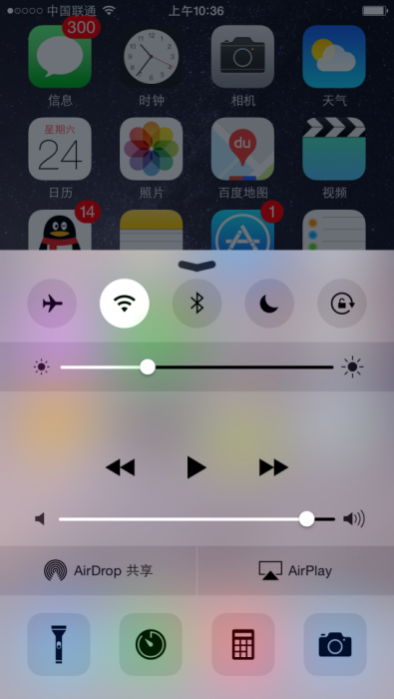 中国联通 上午10:36
300
信息 时钟 相机 天气
星期六
24
du
日历 照片 百度地图 视频
14 1
AirDrop 共享 AirPlay